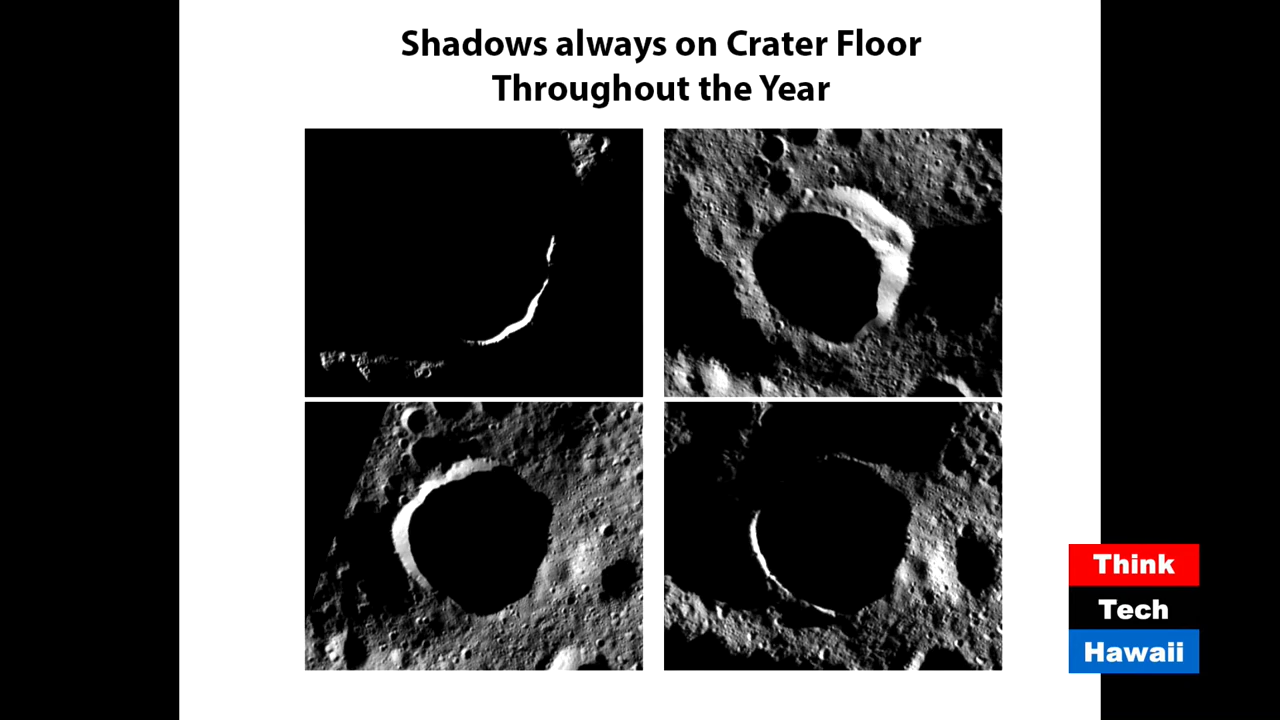 Shadows always on Crater Floor
Throughout the Year
Think
Tech
Hawaii